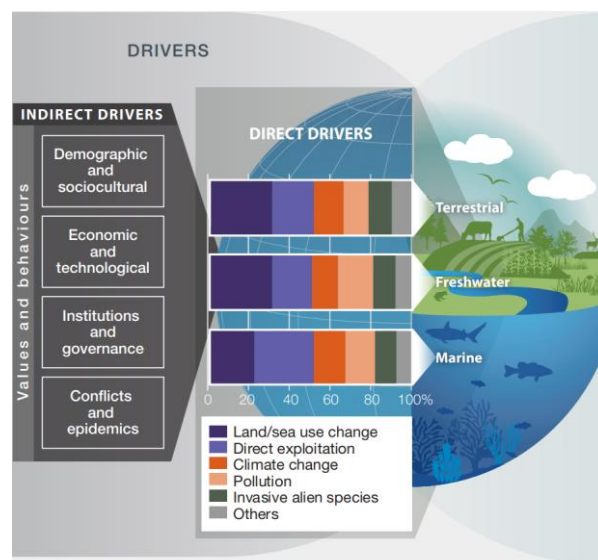 DRIVERS
INDIRECT DRIVERS
Values and behaviours
Demographic
and
sociocultural
Economic
and
technological
Institutions
and
governance
Conflicts
and
epidemics
DIRECT DRIVERS
Terrestrial
Freshwater
Marine
0 20 40 60 80 100%
Land/sea use change
Direct exploitation
Climate change
Pollution
Invasive alien species
Others